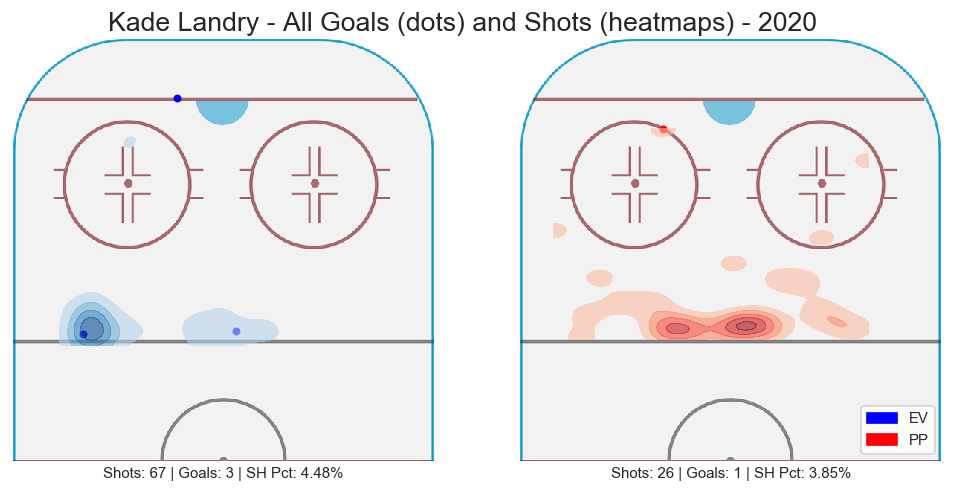 Kade Landry - All Goals (dots) and Shots (heatmaps) - 2020
EV
PP
Shots: 67 | Goals: 3 | SH Pct: 4.48%
Shots: 26 | Goals: 1 | SH Pct: 3.85%